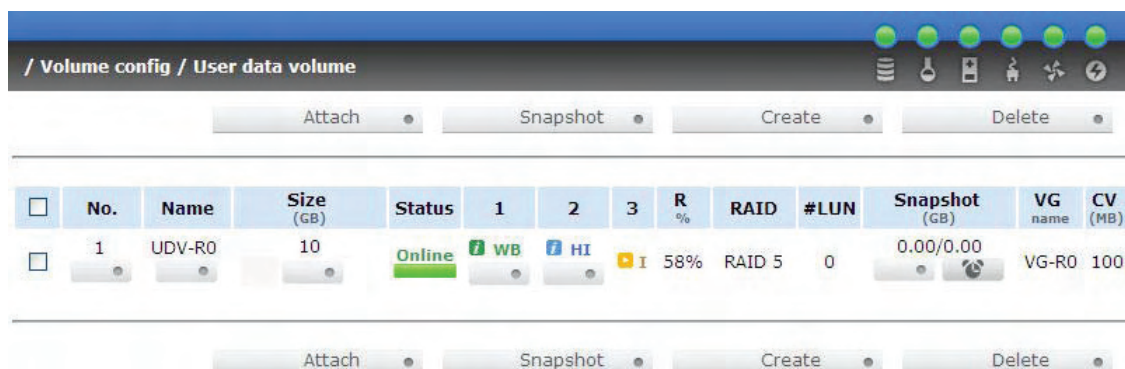 / Volume config / User data volume
Attach Snapshot Create Delete
No. Name Size (GB) Status 1 2 3 R % RAID #LUN Snapshot (GB) VG name CV (MB)
1 UDV-R0 10 Online WB HI I 58% RAID 5 0 0.00/0.00 VG-R0 100
Attach Snapshot Create Delete